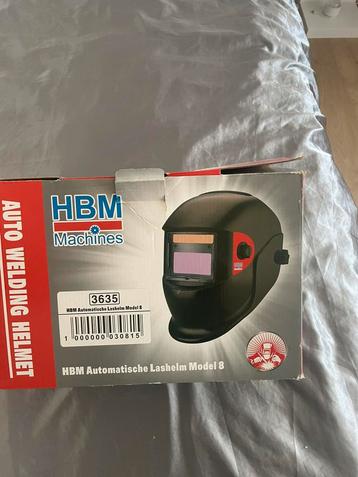 AUTO WELDING HELMET
HBM
Machines
3635
HBM Automatische Lashelm Model 8
1 000000 030815
HBM Automatische Lashelm Model 8
HBM